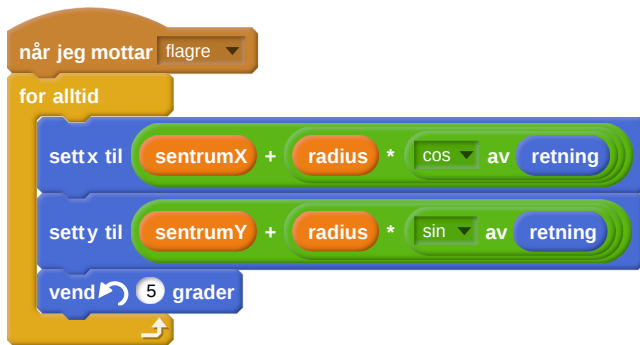 når jeg mottar flagre
for alltid
sett x til sentrumX + radius * cos av retning
sett y til sentrumY + radius * sin av retning
vend 5 grader